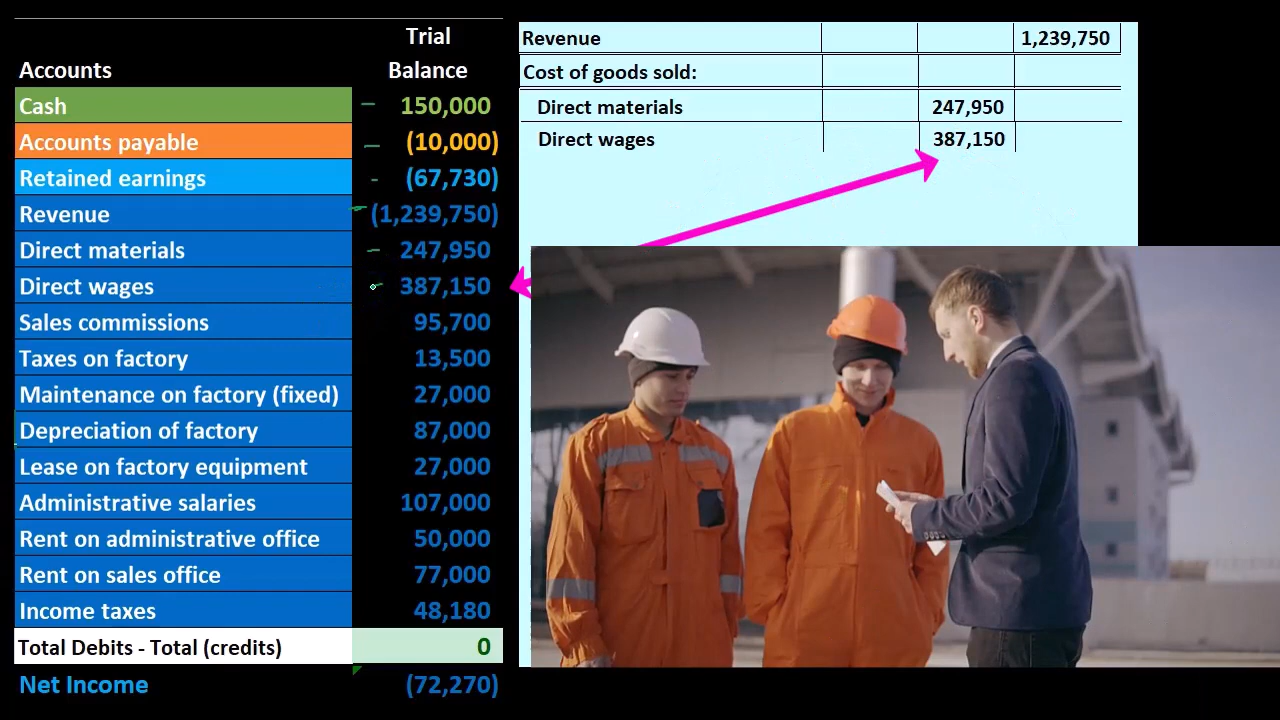 Trial
Accounts Balance
Cash 150,000
Accounts payable (10,000)
Retained earnings (67,730)
Revenue (1,239,750)
Direct materials 247,950
Direct wages 387,150
Sales commissions 95,700
Taxes on factory 13,500
Maintenance on factory (fixed) 27,000
Depreciation of factory 87,000
Lease on factory equipment 27,000
Administrative salaries 107,000
Rent on administrative office 50,000
Rent on sales office 77,000
Income taxes 48,180
Total Debits - Total (credits) 0
Net Income (72,270)
Revenue 1,239,750
Cost of goods sold:
Direct materials 247,950
Direct wages 387,150